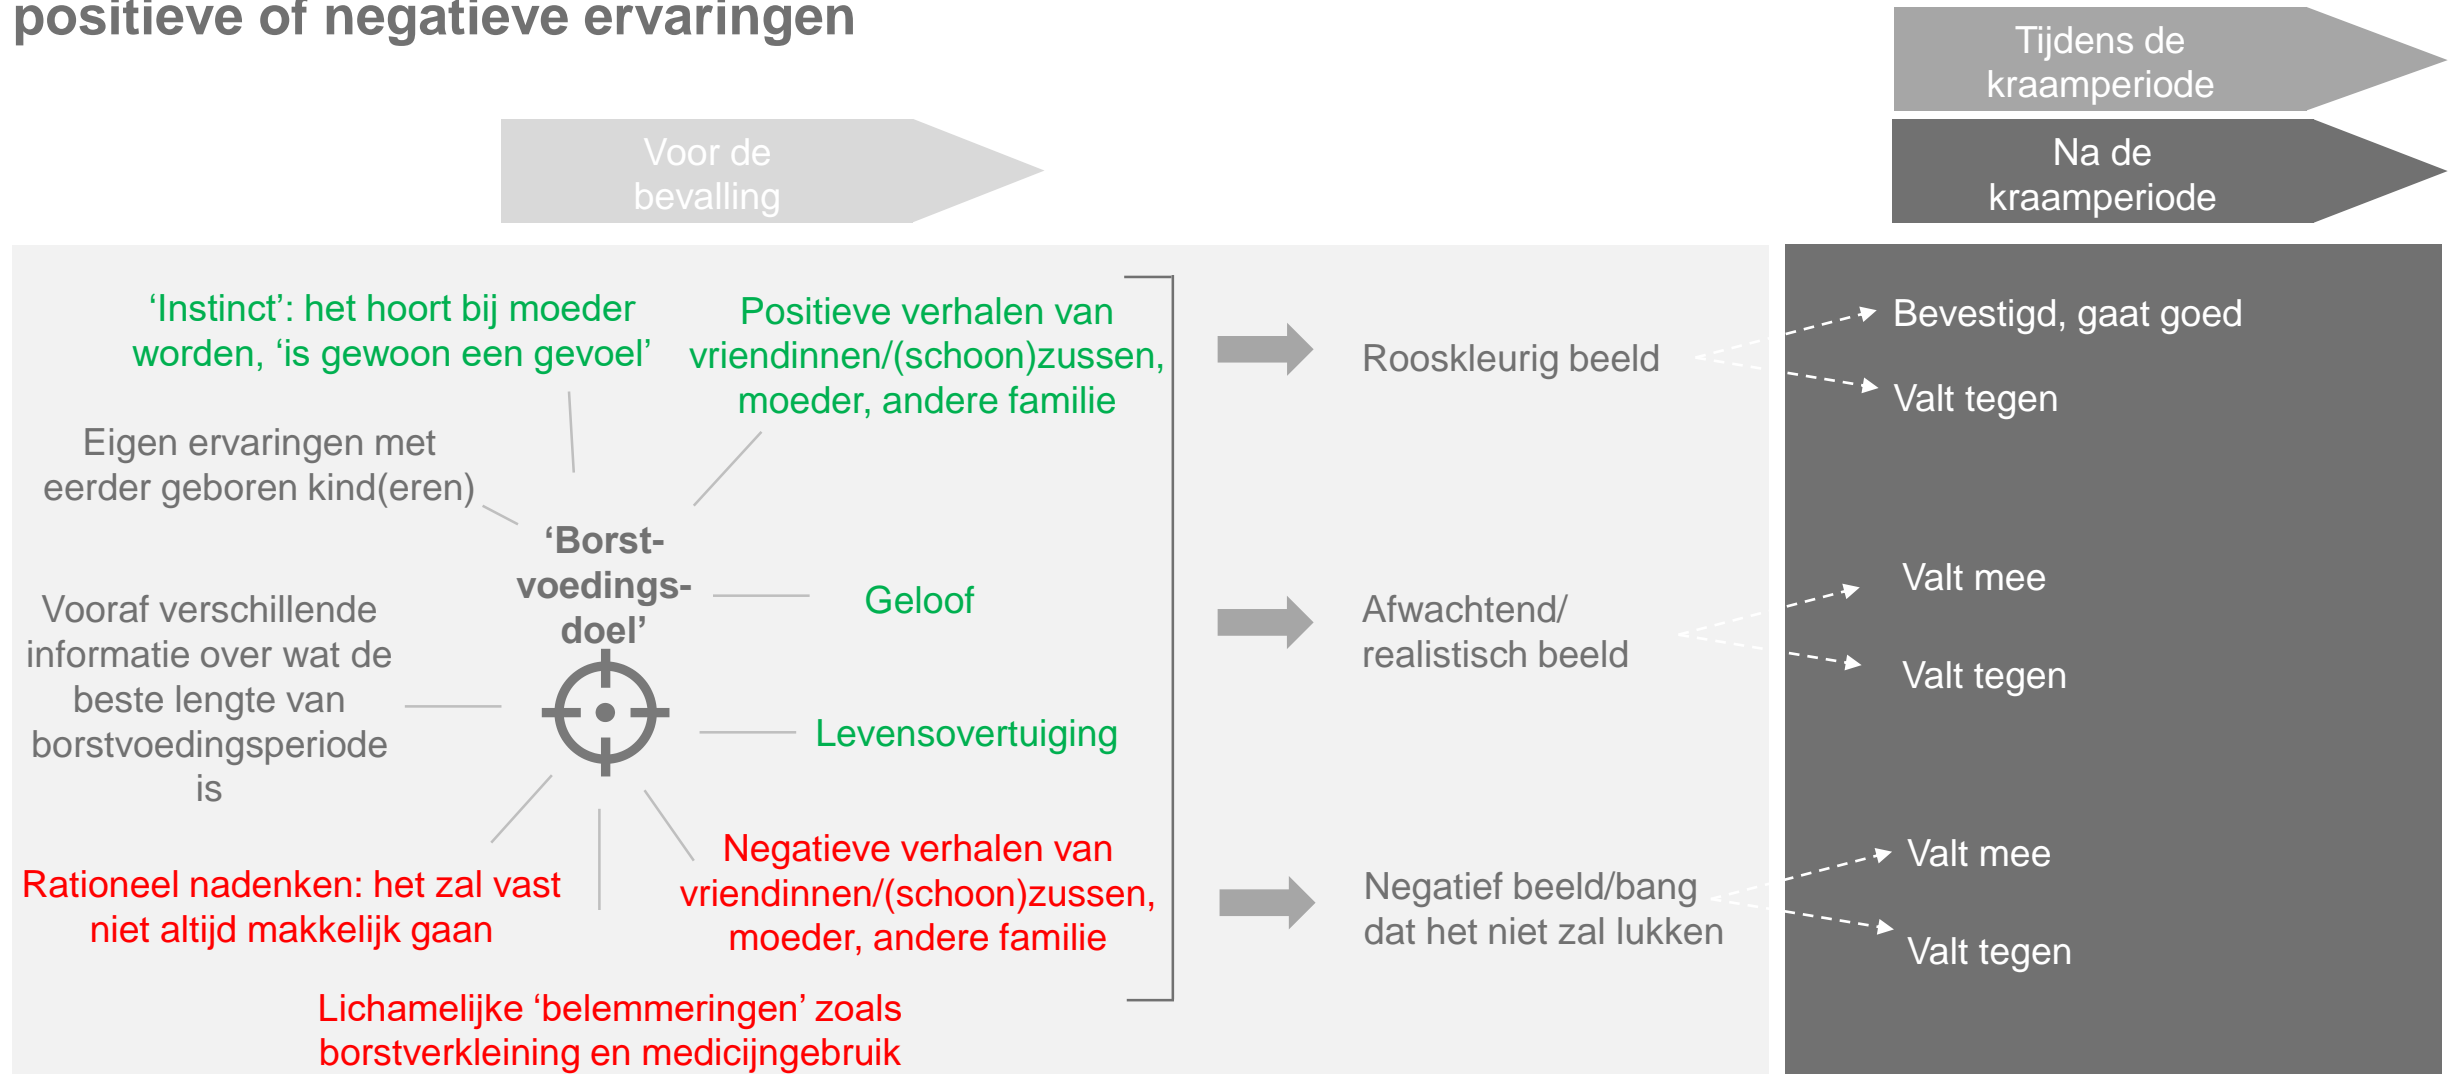 positieve of negatieve ervaringen
Tijdens de
kraamperiode
Voor de
bevalling
Na de
kraamperiode
‘Instinct’: het hoort bij moeder
worden, ‘is gewoon een gevoel’
Positieve verhalen van
vriendinnen/(schoon)zussen,
moeder, andere familie
Eigen ervaringen met
eerder geboren kind(eren)
‘Borst-
voedings-
doel’
Geloof
Vooraf verschillende
informatie over wat de
beste lengte van
borstvoedingsperiode
is
Levensovertuiging
Rationeel nadenken: het zal vast
niet altijd makkelijk gaan
Negatieve verhalen van
vriendinnen/(schoon)zussen,
moeder, andere familie
Lichamelijke ‘belemmeringen’ zoals
borstverkleining en medicijngebruik
Rooskleurig beeld
Bevestigd, gaat goed
Valt tegen
Afwachtend/
realistisch beeld
Valt mee
Valt tegen
Negatief beeld/bang
dat het niet zal lukken
Valt mee
Valt tegen